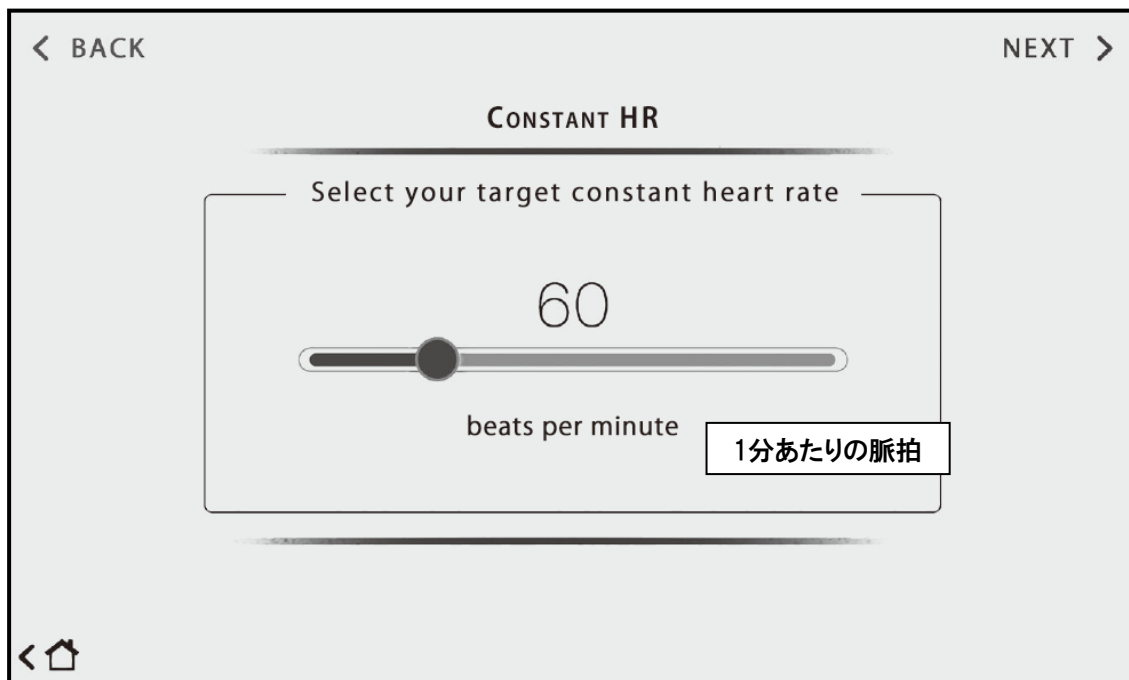 BACK
NEXT
CONSTANT HR
Select your target constant heart rate
60
beats per minute
1分あたりの脈拍